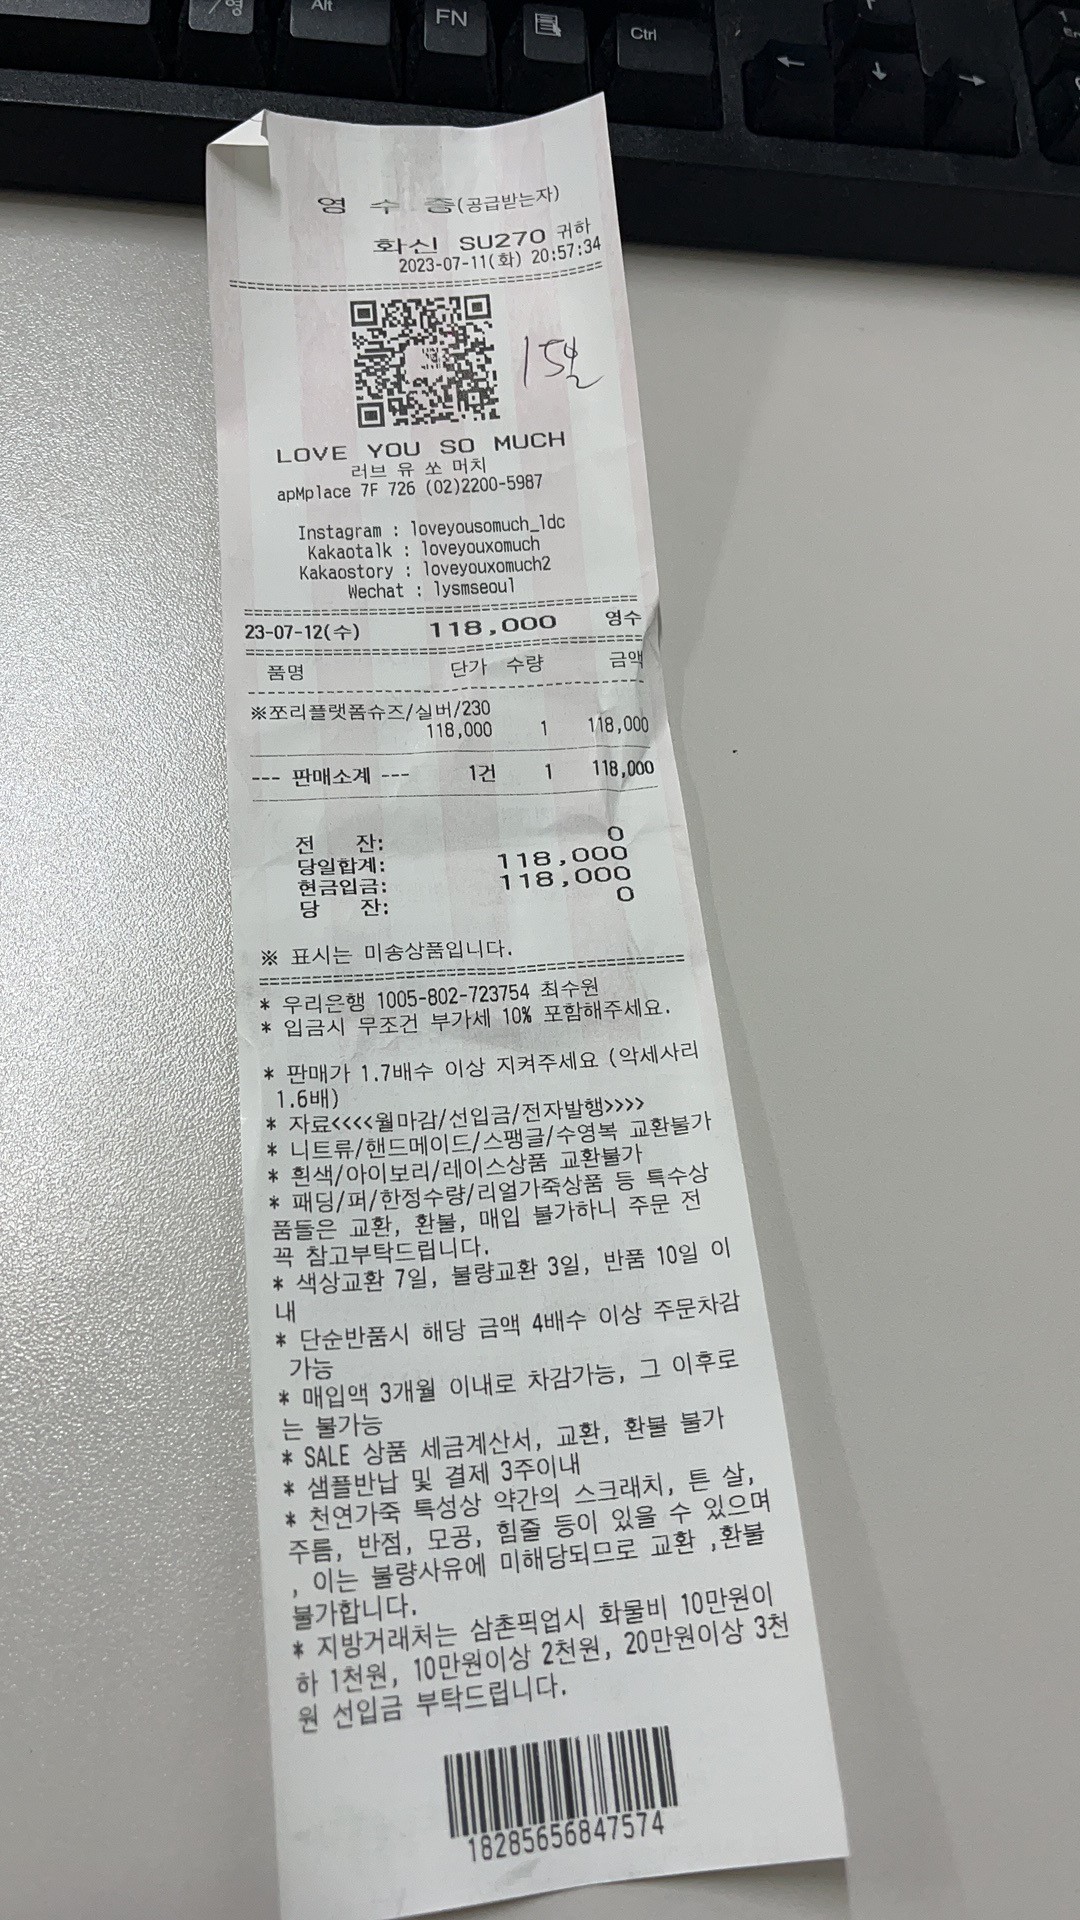 /영
Alt
FN
Ctrl
←
↓
→
영 수 증(공급받는자)
화신 SU270 귀하
2023-07-11(화) 20:57:34
LOVE YOU SO MUCH
러브 유 쏘 머치
apMplace 7F 726 (02)2200-5987
Instagram : loveyousomuch_ldc
Kakaotalk : loveyouxomuch
Kakaostory : loveyouxomuch2
Wechat : lysmseoul
23-07-12(수) 118,000 영수
품명 단가 수량 금액
※쪼리플랫폼슈즈/실버/230
118,000 1 118,000
--- 판매소계 --- 1건 1 118,000
전 잔: 0
당일합계: 118,000
현금입금: 118,000
당 잔: 0
※ 표시는 미송상품입니다.
* 우리은행 1005-802-723754 최수원
* 입금시 무조건 부가세 10% 포함해주세요.
* 판매가 1.7배수 이상 지켜주세요 (악세사리
1.6배)
* 자료<<<<월마감/선입금/전자발행>>>>
* 니트류/핸드메이드/스팽글/수영복 교환불가
* 흰색/아이보리/레이스상품 교환불가
* 패딩/퍼/한정수량/리얼가죽상품 등 특수상
품들은 교환, 환불, 매입 불가하니 주문 전
꼭 참고부탁드립니다.
* 색상교환 7일, 불량교환 3일, 반품 10일 이
내
* 단순반품시 해당 금액 4배수 이상 주문차감
가능
* 매입액 3개월 이내로 차감가능, 그 이후로
는 불가능
* SALE 상품 세금계산서, 교환, 환불 불가
* 샘플반납 및 결제 3주이내
* 천연가죽 특성상 약간의 스크래치, 튼 살,
주름, 반점, 모공, 힘줄 등이 있을 수 있으며
, 이는 불량사유에 미해당되므로 교환 ,환불
불가합니다.
* 지방거래처는 삼촌픽업시 화물비 10만원이
하 1천원, 10만원이상 2천원, 20만원이상 3천
원 선입금 부탁드립니다.
18285656847574